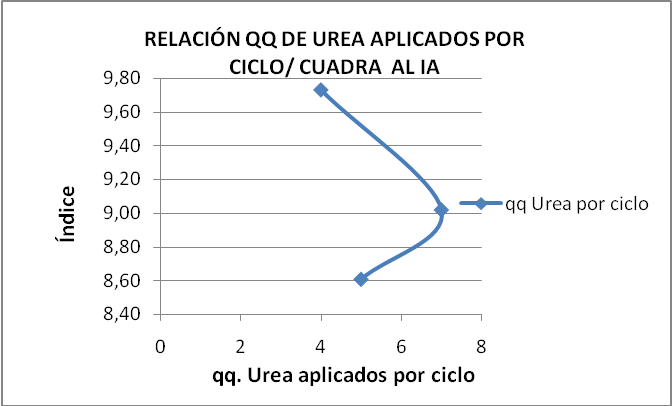 RELACIÓN QQ DE UREA APLICADOS POR
CICLO/ CUADRA AL IA
9,80
9,60
9,40
9,20
9,00
8,80
8,60
8,40
Índice
qq Urea por ciclo
0 2 4 6 8
qq. Urea aplicados por ciclo